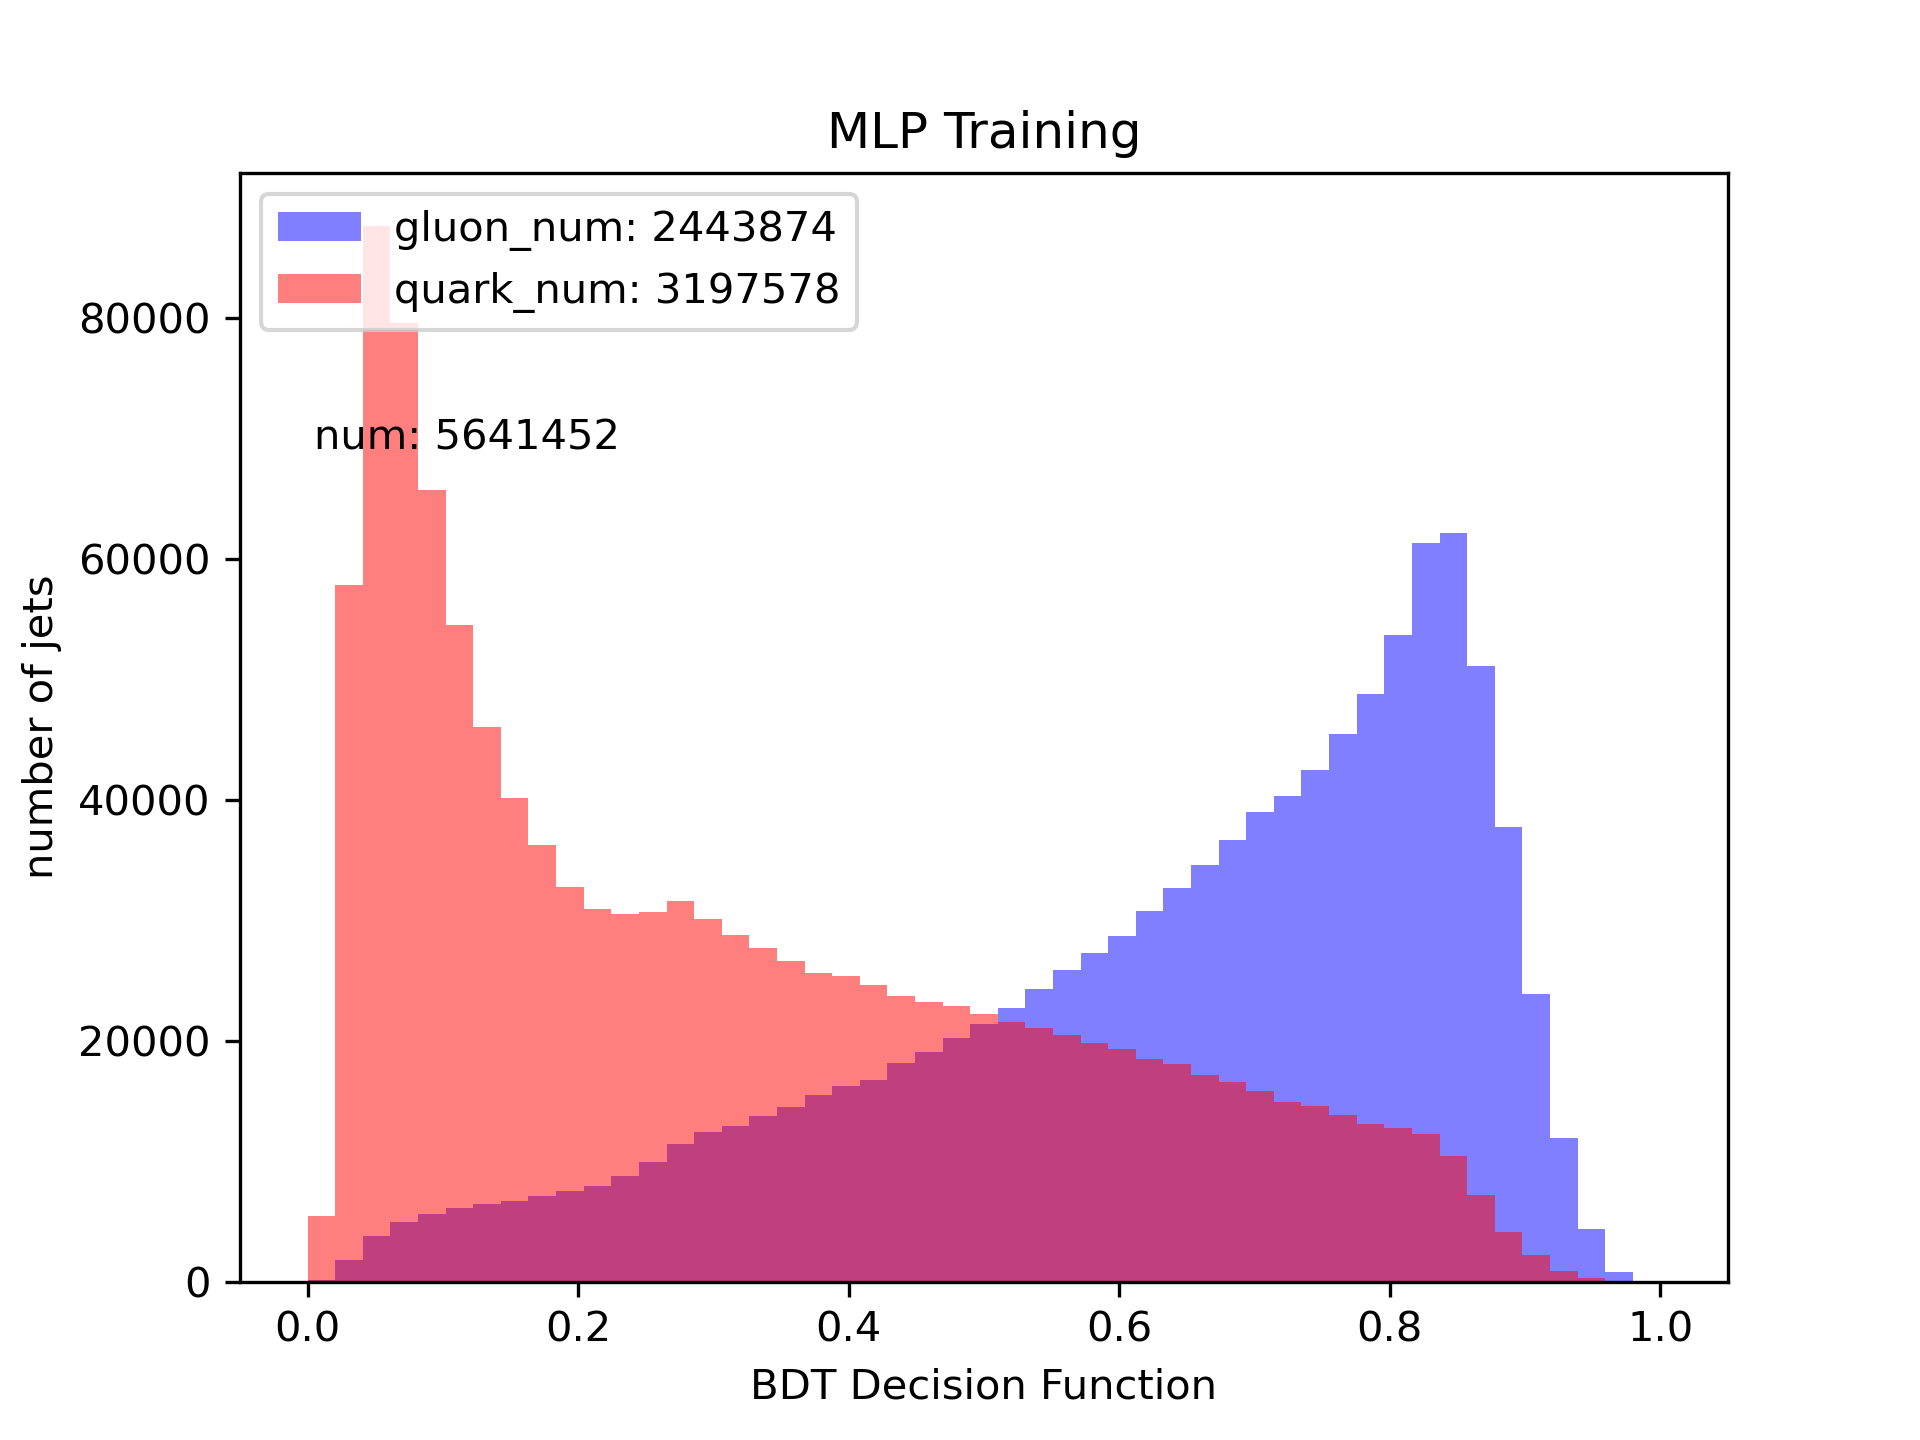 MLP Training
gluon_num: 2443874
quark_num: 3197578
num: 5641452
number of jets
80000
60000
40000
20000
0
0.0 0.2 0.4 0.6 0.8 1.0
BDT Decision Function